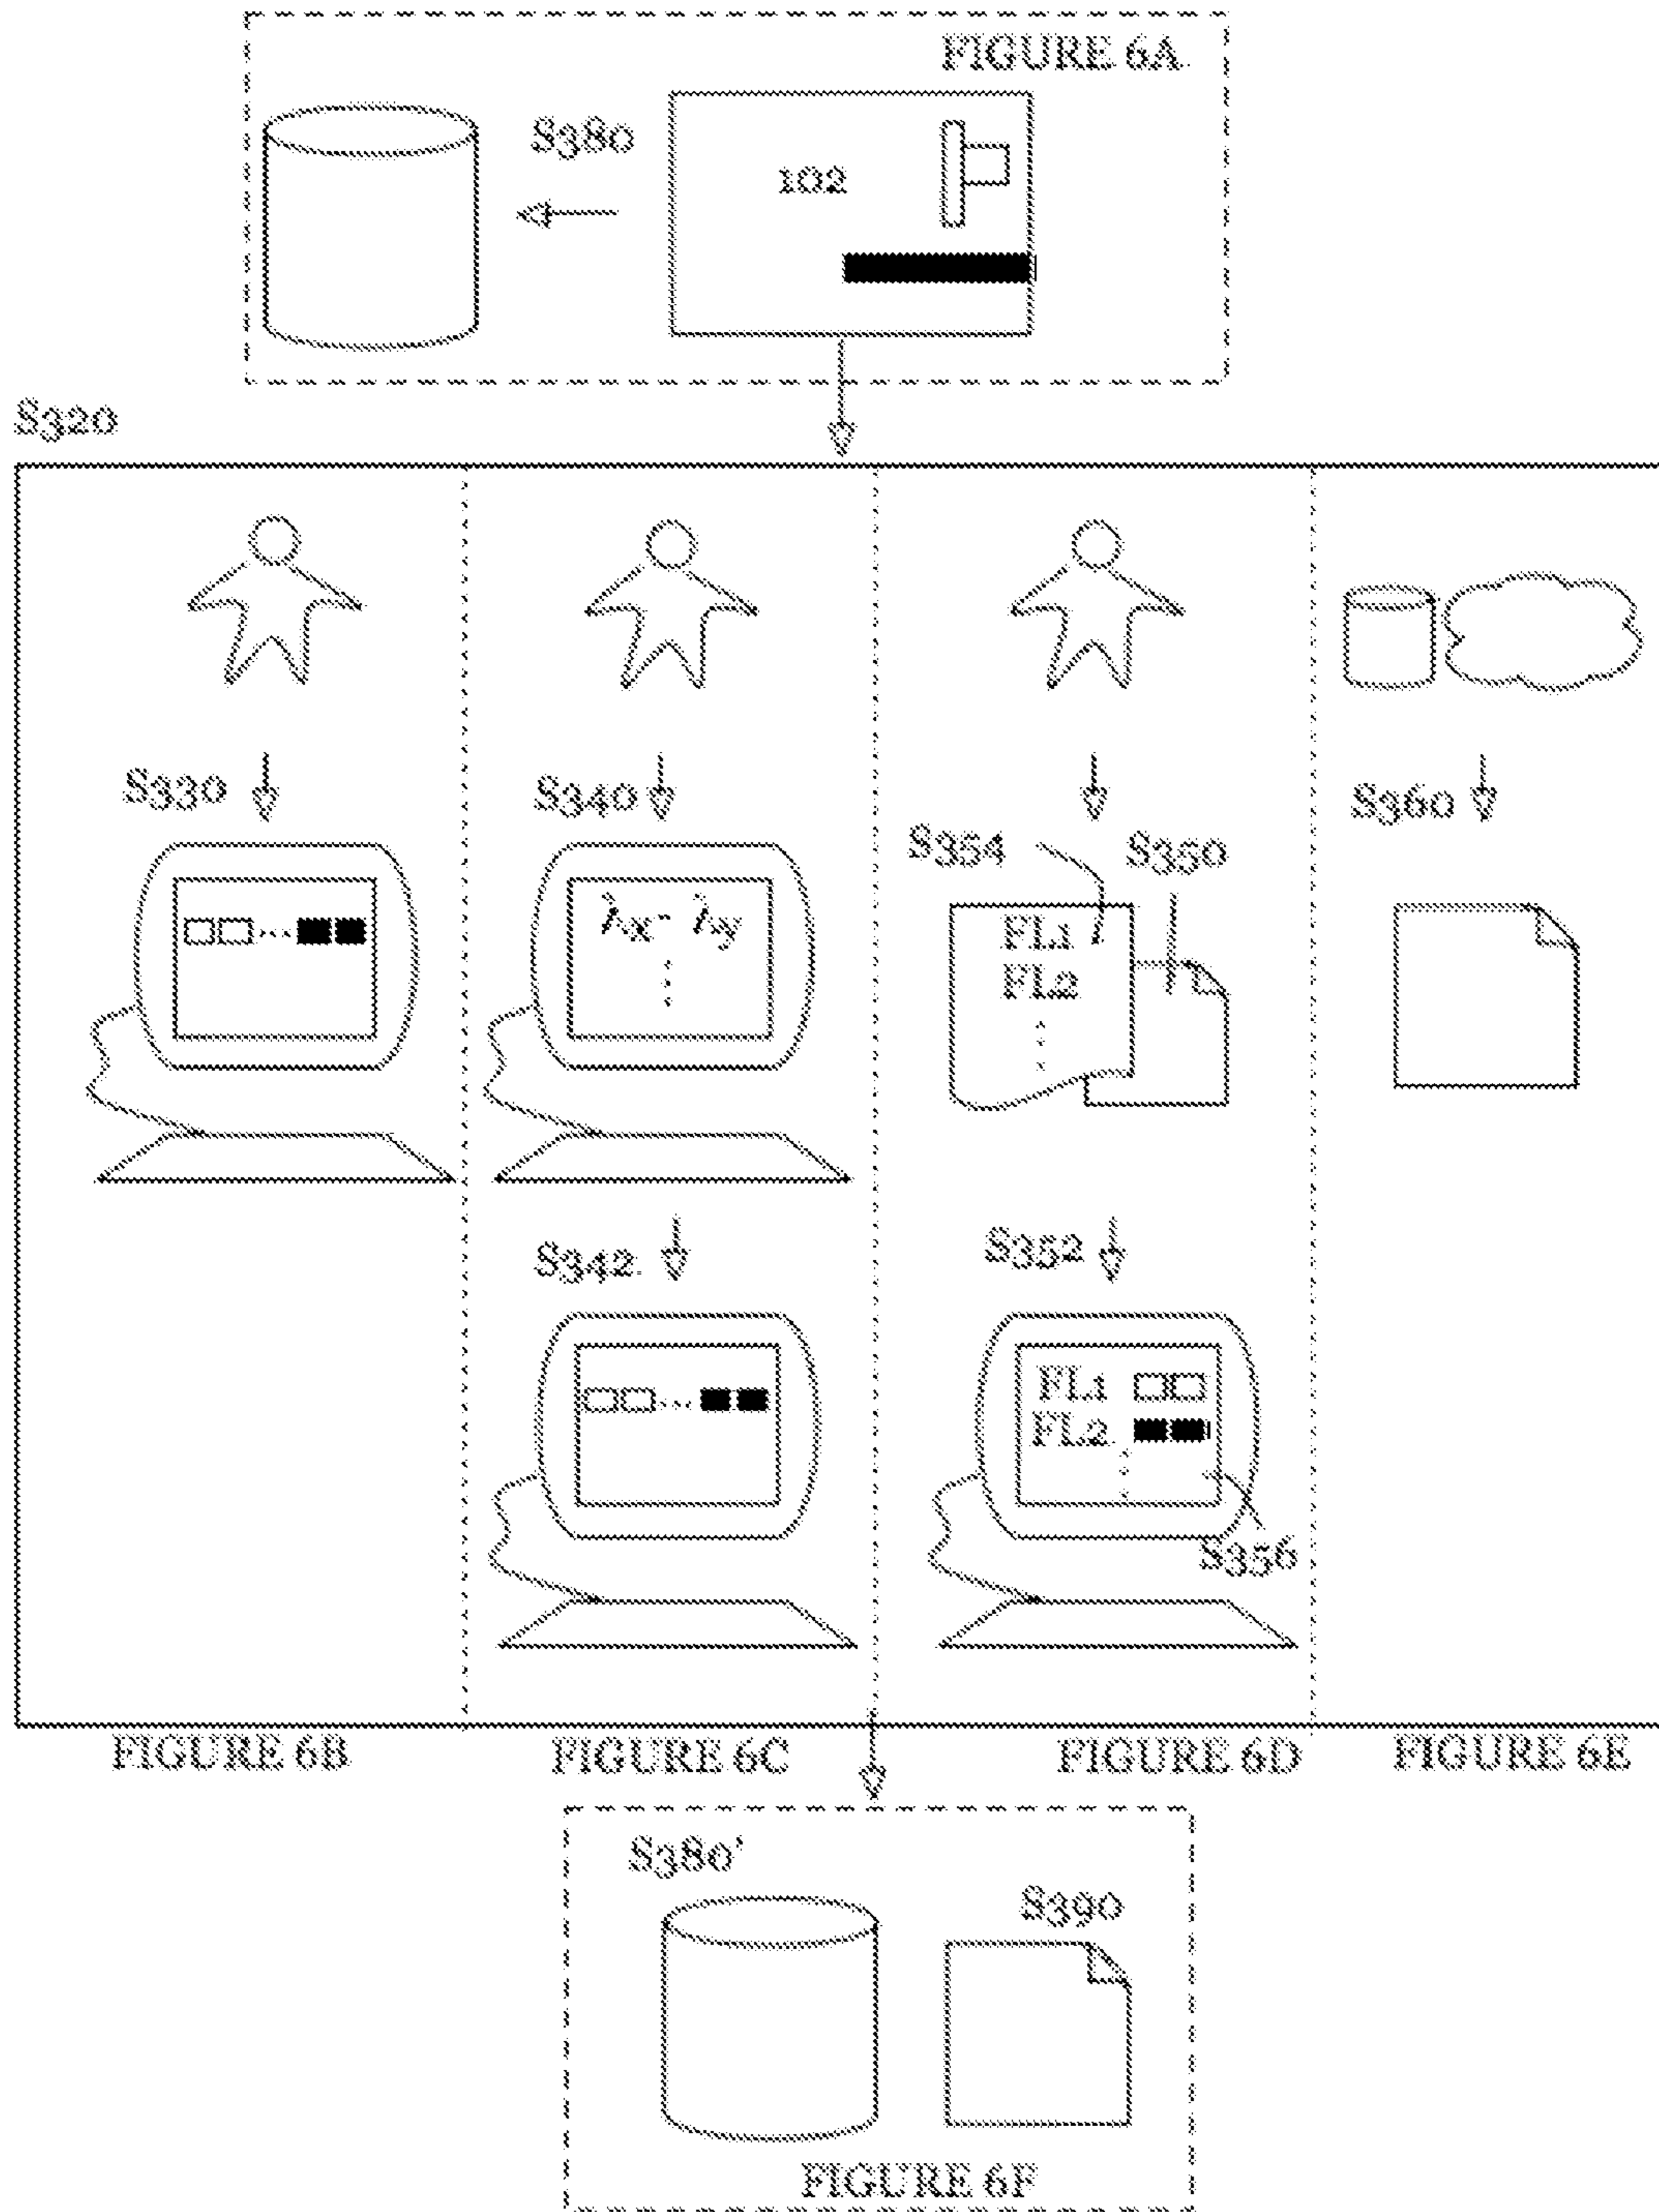 FIGURE 6A
S380
102
S320
S330
S340
S360
S354
S350
λx - λy
FL1
FL2
S342
S352
FL1
FL2
S356
FIGURE 6B
FIGURE 6C
FIGURE 6D
FIGURE 6E
S380'
S390
FIGURE 6F